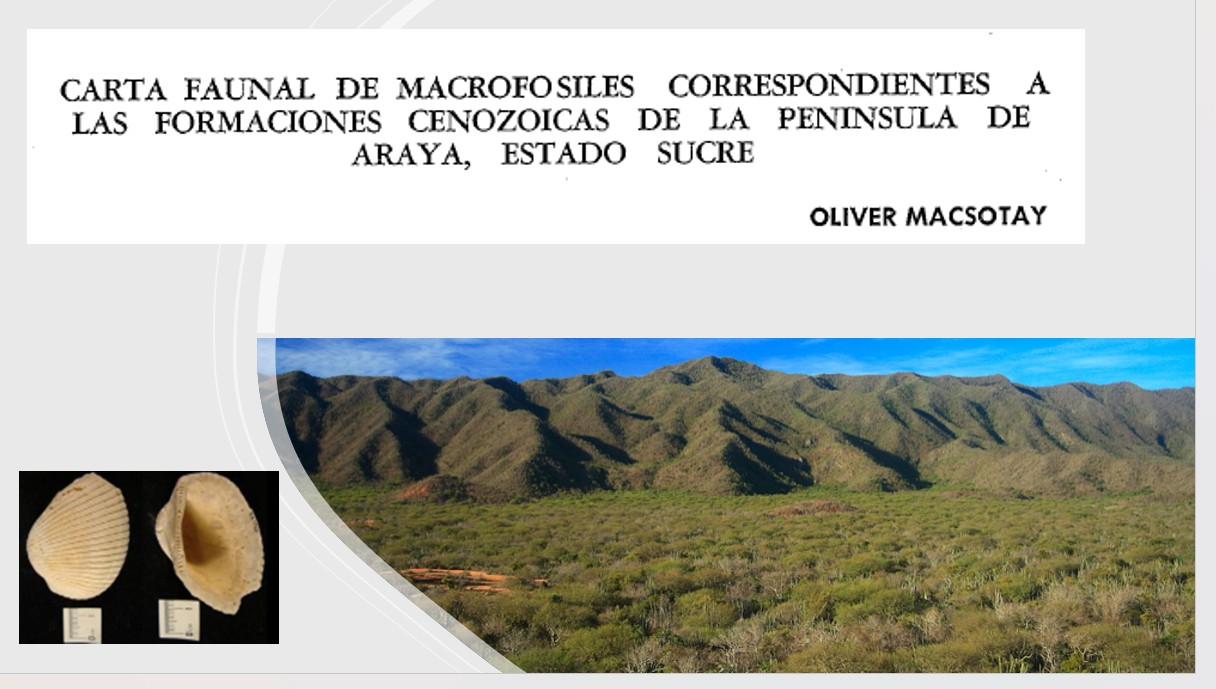 CARTA FAUNAL DE MACROFOSILES CORRESPONDIENTES A
LAS FORMACIONES CENOZOICAS DE LA PENINSULA DE
ARAYA, ESTADO SUCRE
OLIVER MACSOTAY